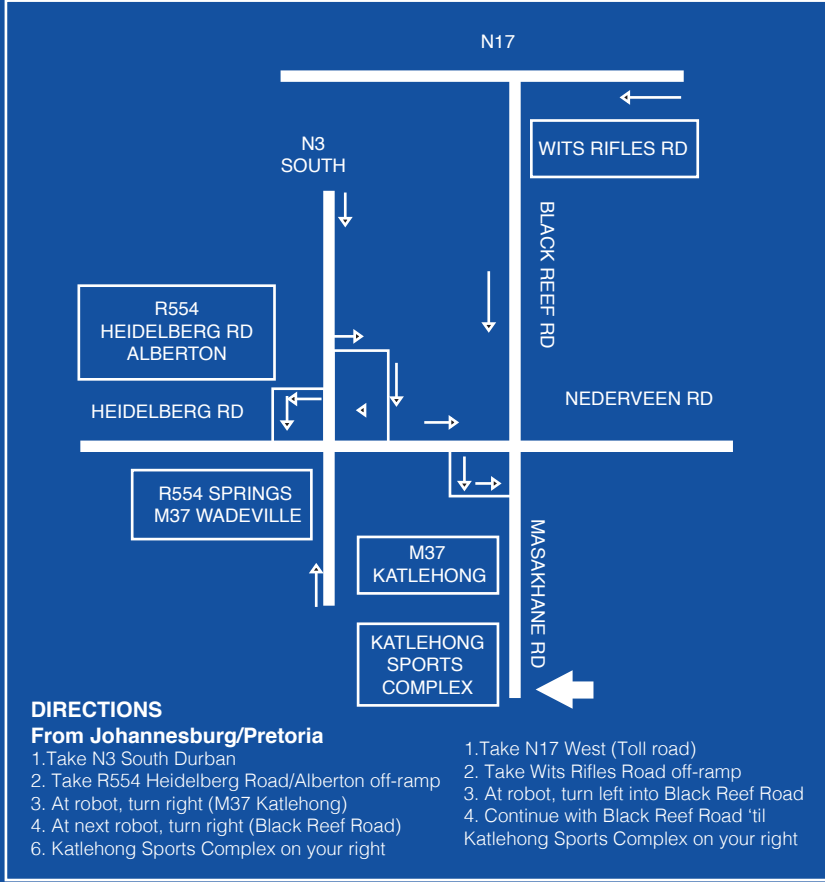 N17
WITS RIFLES RD
N3
SOUTH
BLACK REEF RD
R554
HEIDELBERG RD
ALBERTON
HEIDELBERG RD
NEDERVEEN RD
R554 SPRINGS
M37 WADEVILLE
M37
KATLEHONG
MASAKHANE RD
KATLEHONG
SPORTS
COMPLEX
DIRECTIONS
From Johannesburg/Pretoria
1.Take N3 South Durban
2. Take R554 Heidelberg Road/Alberton off-ramp
3. At robot, turn right (M37 Katlehong)
4. At next robot, turn right (Black Reef Road)
6. Katlehong Sports Complex on your right
1.Take N17 West (Toll road)
2. Take Wits Rifles Road off-ramp
3. At robot, turn left into Black Reef Road
4. Continue with Black Reef Road ‘til
Katlehong Sports Complex on your right